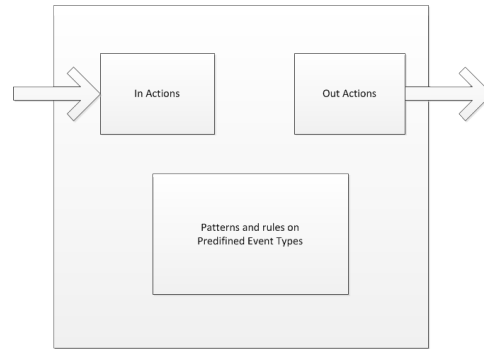 In Actions
Out Actions
Patterns and rules on
Predifined Event Types